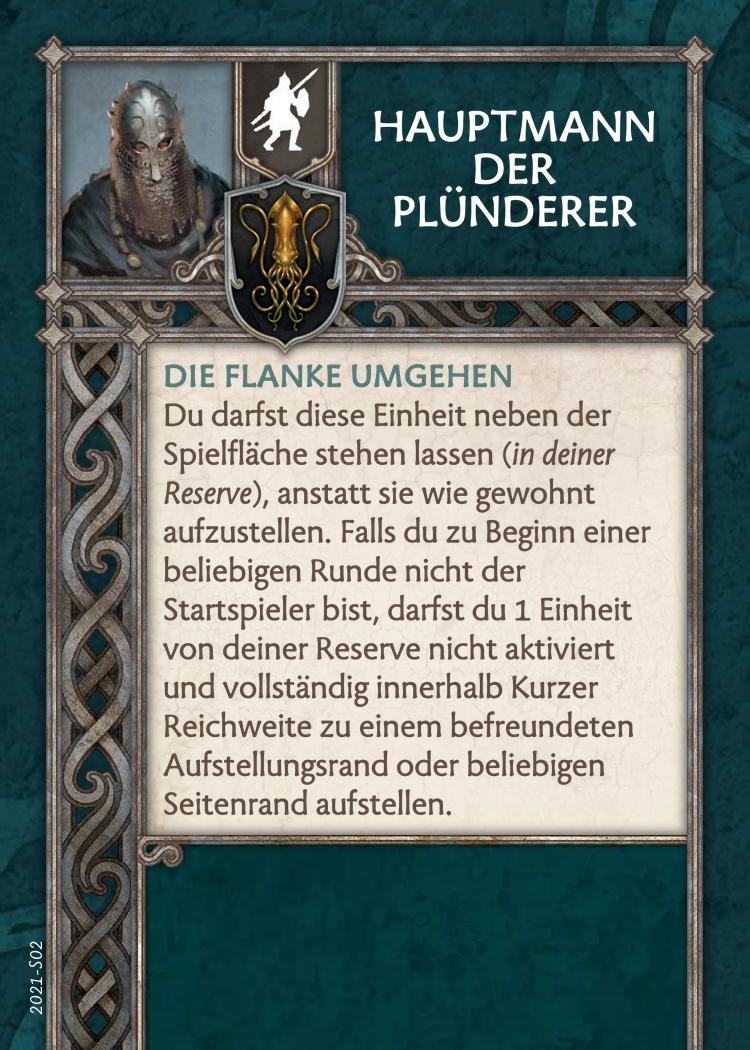 HAUPTMANN
DER
PLÜNDERER
DIE FLANKE UMGEHEN
Du darfst diese Einheit neben der
Spielfläche stehen lassen (in deiner
Reserve), anstatt sie wie gewohnt
aufzustellen. Falls du zu Beginn einer
beliebigen Runde nicht der
Startspieler bist, darfst du 1 Einheit
von deiner Reserve nicht aktiviert
und vollständig innerhalb Kurzer
Reichweite zu einem befreundeten
Aufstellungsrand oder beliebigen
Seitenrand aufstellen.
2021-S02